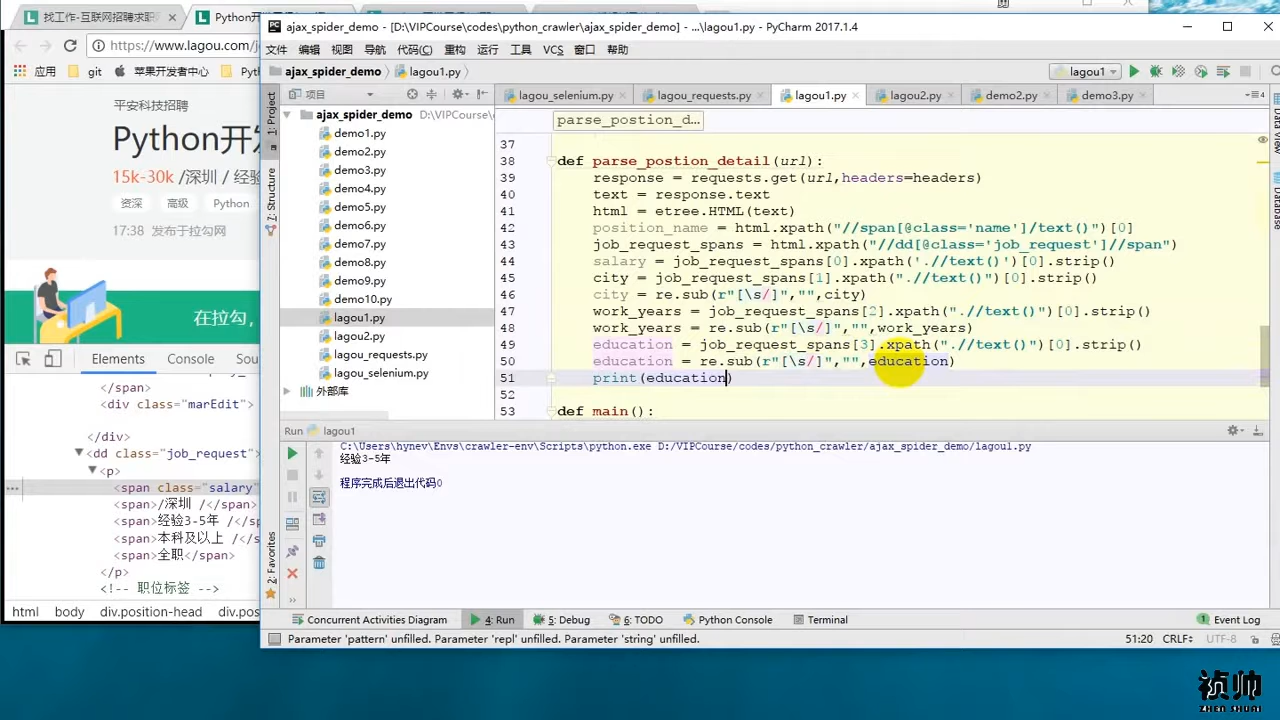 找工作-互联网招聘求职网
Python开
https://www.lagou.com/j
应用
git
苹果开发者中心
平安科技招聘
Python开发
15k-30k /深圳 / 经验
资深 高级 Python
17:38 发布于拉勾网
在拉勾,
Elements
</span>
<div class="marEdit"
</div>
<dd class="job_request">
<p>
<span class="salary"
<span>/深圳 /</span>
<span>经验3-5年 /</sp
<span>本科及以上 /</s
<span>全职</span>
</p>
<!-- 职位标签 -->
html body div.position-head div.pos
ajax_spider_demo - [D:\VIPCourse\codes\python_crawler\ajax_spider_demo] - ...\lagou1.py - PyCharm 2017.1.4
文件 编辑 视图 导航 代码(C) 重构 运行 工具 VCS 窗口 帮助
ajax_spider_demo lagou1.py
lagou1
1: Project
7: Structure
2: Favorites
项目
ajax_spider_demo D:\VIPCourse\
demo1.py
demo2.py
demo3.py
demo4.py
demo5.py
demo6.py
demo7.py
demo8.py
demo9.py
demo10.py
lagou1.py
lagou2.py
lagou_requests.py
lagou_selenium.py
外部库
lagou_selenium.py lagou_requests.py lagou1.py lagou2.py demo2.py demo3.py
parse_postion_d...
37
38 def parse_postion_detail(url):
39 response = requests.get(url,headers=headers)
40 text = response.text
41 html = etree.HTML(text)
42 position_name = html.xpath("//span[@class='name']/text()")[0]
43 job_request_spans = html.xpath("//dd[@class='job_request']//span")
44 salary = job_request_spans[0].xpath('.//text()')[0].strip()
45 city = job_request_spans[1].xpath(".//text()")[0].strip()
46 city = re.sub(r"[\s/]","",city)
47 work_years = job_request_spans[2].xpath(".//text()")[0].strip()
48 work_years = re.sub(r"[\s/]","",work_years)
49 education = job_request_spans[3].xpath(".//text()")[0].strip()
50 education = re.sub(r"[\s/]","",education)
51 print(education)
52
53 def main():
Data View
Database
Run lagou1
C:\Users\hynev\Envs\crawler-env\Scripts\python.exe D:/VIPCourse/codes/python_crawler/ajax_spider_demo/lagou1.py
经验3-5年
程序完成后退出代码0
Concurrent Activities Diagram 4: Run 5: Debug 6: TODO Python Console Terminal 1 Event Log
Parameter 'pattern' unfilled. Parameter 'repl' unfilled. Parameter 'string' unfilled. 51:20 CRLF÷ UTF-8
祯帅
ZHEN SHUAI